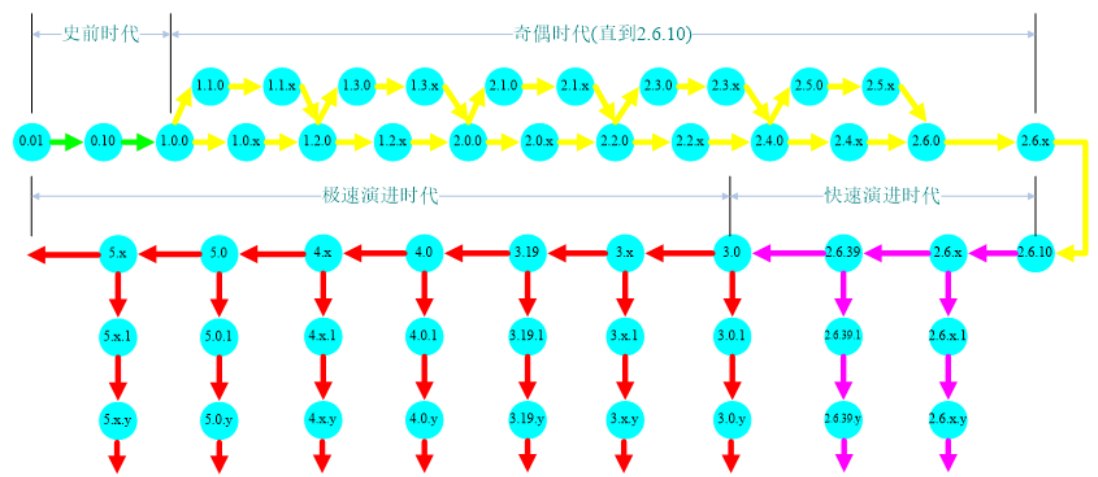 史前时代 奇偶时代(直到2.6.10)
1.1.0 1.1.x 1.3.0 1.3.x 2.1.0 2.1.x 2.3.0 2.3.x 2.5.0 2.5.x
0.01 0.10 1.0.0 1.0.x 1.2.0 1.2.x 2.0.0 2.0.x 2.2.0 2.2.x 2.4.0 2.4.x 2.6.0 2.6.x
极速演进时代 快速演进时代
5.x 5.0 4.x 4.0 3.19 3.x 3.0 2.6.39 2.6.x 2.6.10
5.x.1 5.0.1 4.x.1 4.0.1 3.19.1 3.x.1 3.0.1 2.6.39.1 2.6.x.1
5.x.y 5.0.y 4.x.y 4.0.y 3.19.y 3.x.y 3.0.y 2.6.39.y 2.6.x.y